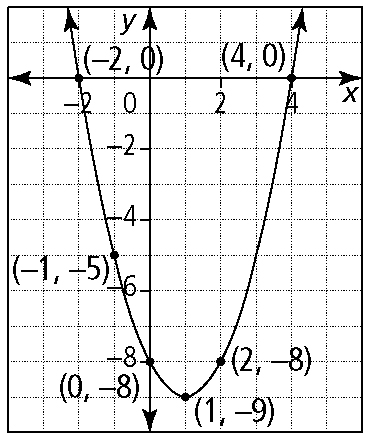 y
(−2, 0) (4, 0)
−2 0 2 4 x
−2
−4
(−1, −5)
−6
−8 (2, −8)
(0, −8)
(1, −9)